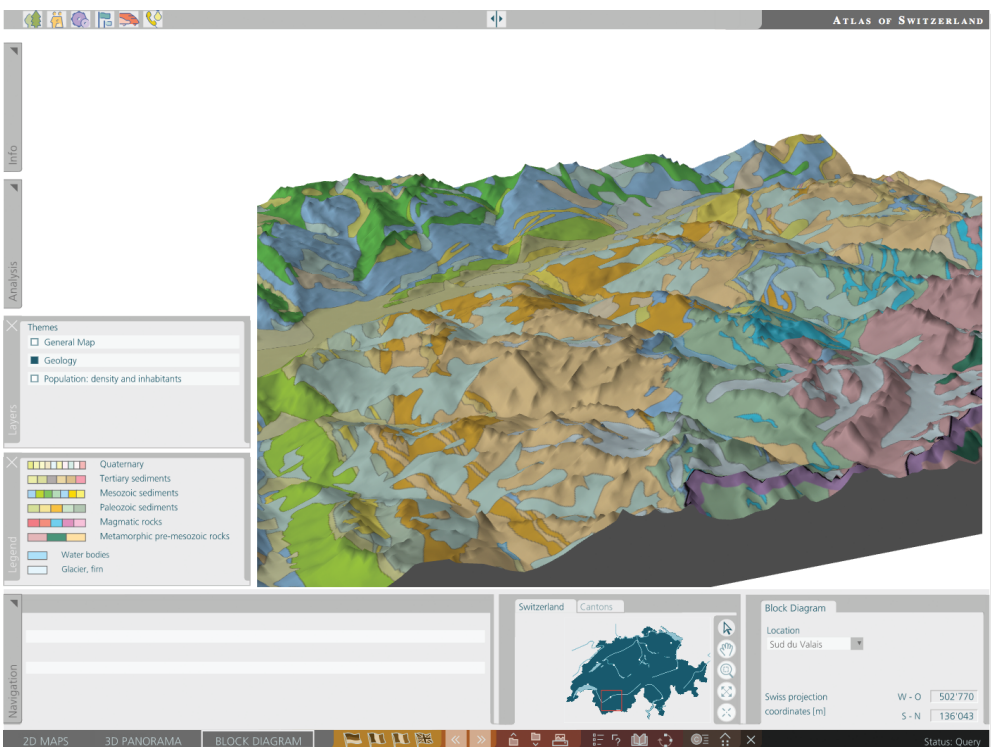 ATLAS OF SWITZERLAND
Info
Analysis
Themes
General Map
Geology
Population: density and inhabitants
Layers
Quaternary
Tertiary sediments
Mesozoic sediments
Paleozoic sediments
Magmatic rocks
Metamorphic pre-mesozoic rocks
Water bodies
Glacier, firn
Legend
Navigation
Switzerland Cantons
Block Diagram
Location
Sud du Valais
Swiss projection W - O 502'770
coordinates [m] S - N 136'043
2D MAPS 3D PANORAMA BLOCK DIAGRAM Status: Query